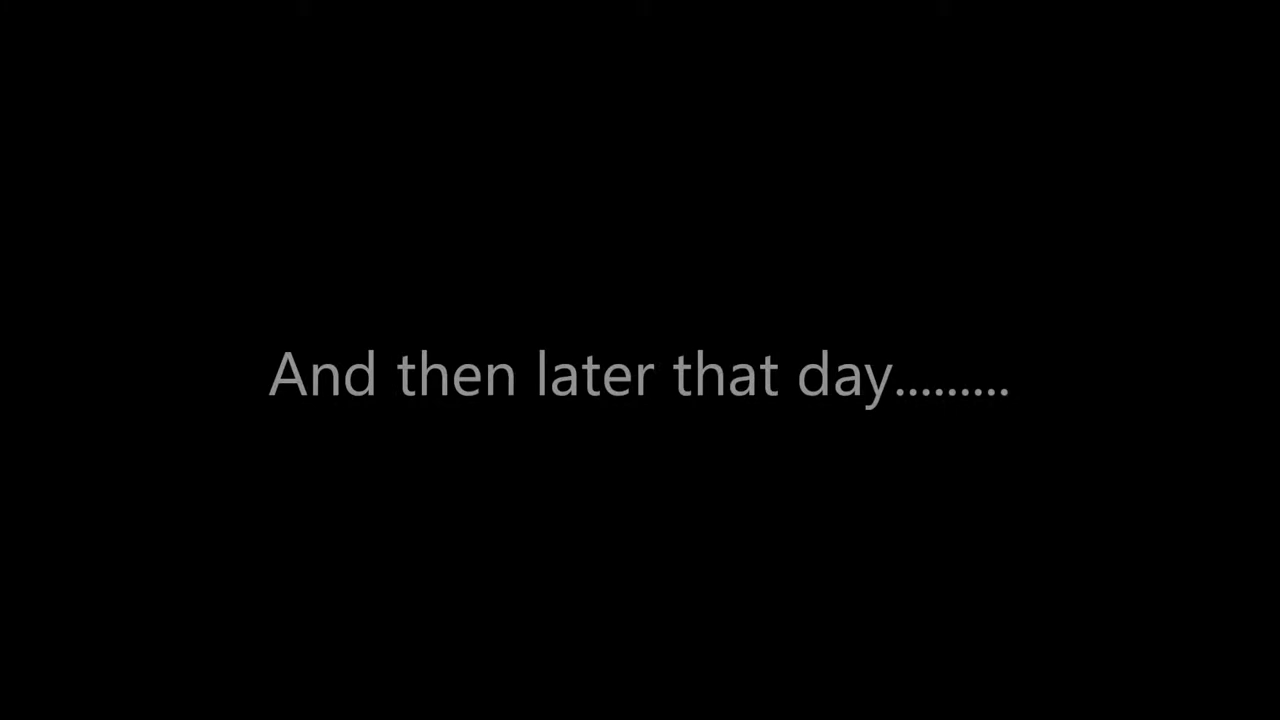 And then later that day.........